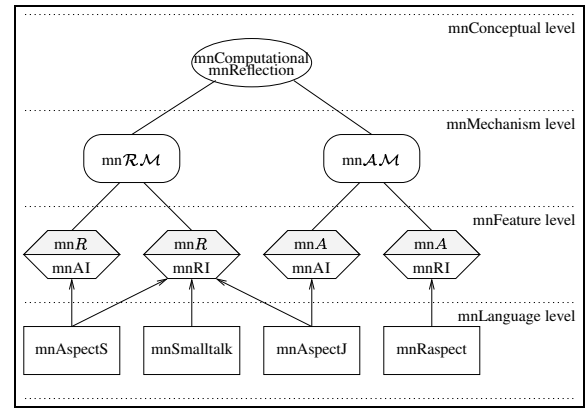 mnConceptual level
mnComputational
mnReflection
mnMechanism level
mnℛℳ
mn𝒜ℳ
mnFeature level
mnR
mnR
mnA
mnA
mnAI
mnRI
mnAI
mnRI
mnLanguage level
mnAspectS
mnSmalltalk
mnAspectJ
mnRaspect